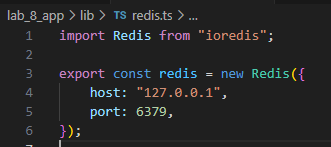 lab_8_app > lib > TS redis.ts > ...
1 import Redis from "ioredis";
2
3 export const redis = new Redis({
4 host: "127.0.0.1",
5 port: 6379,
6 });
7